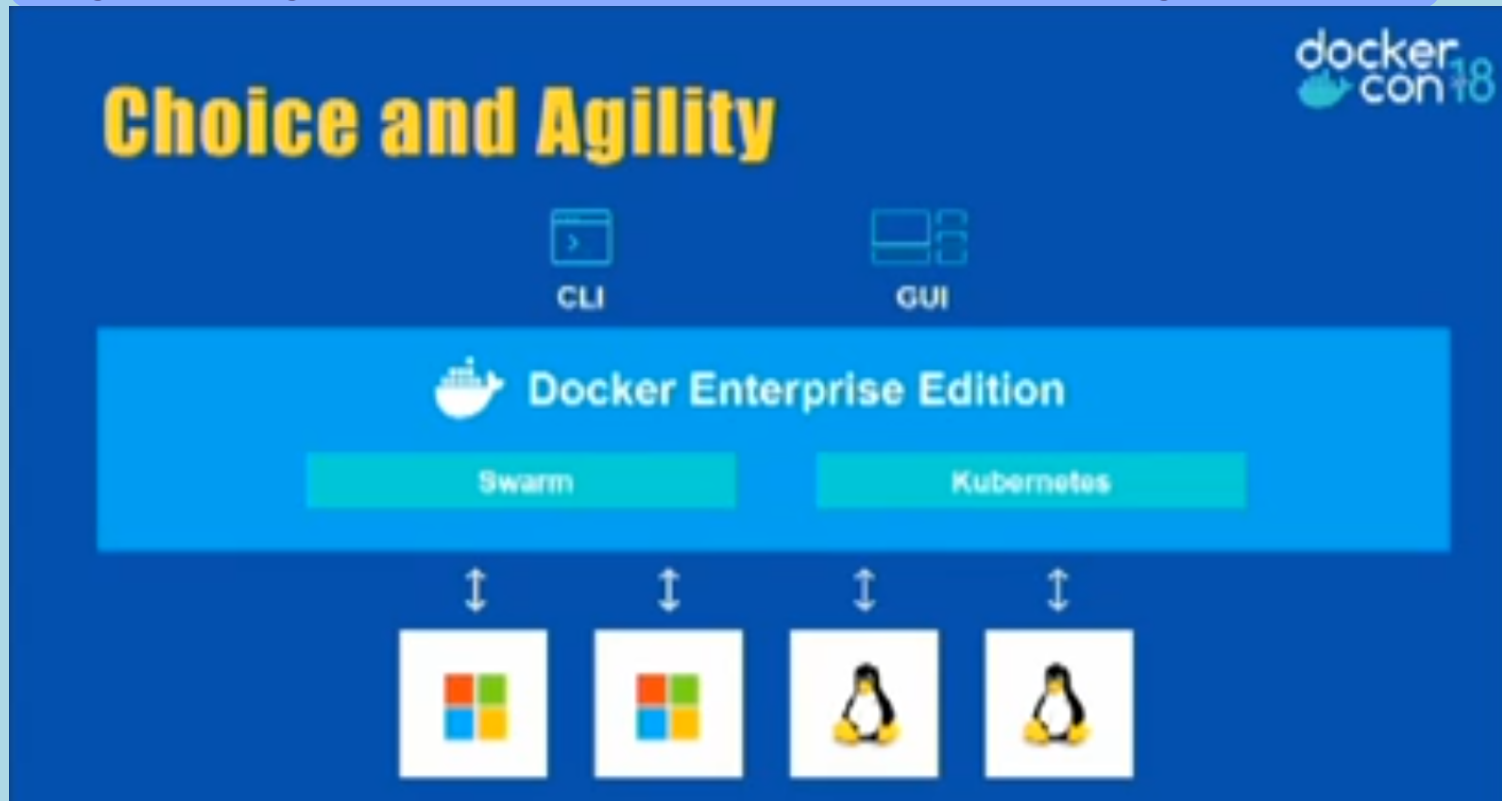 docker
con 18
Choice and Agility
CLI
GUI
Docker Enterprise Edition
Swarm
Kubernetes